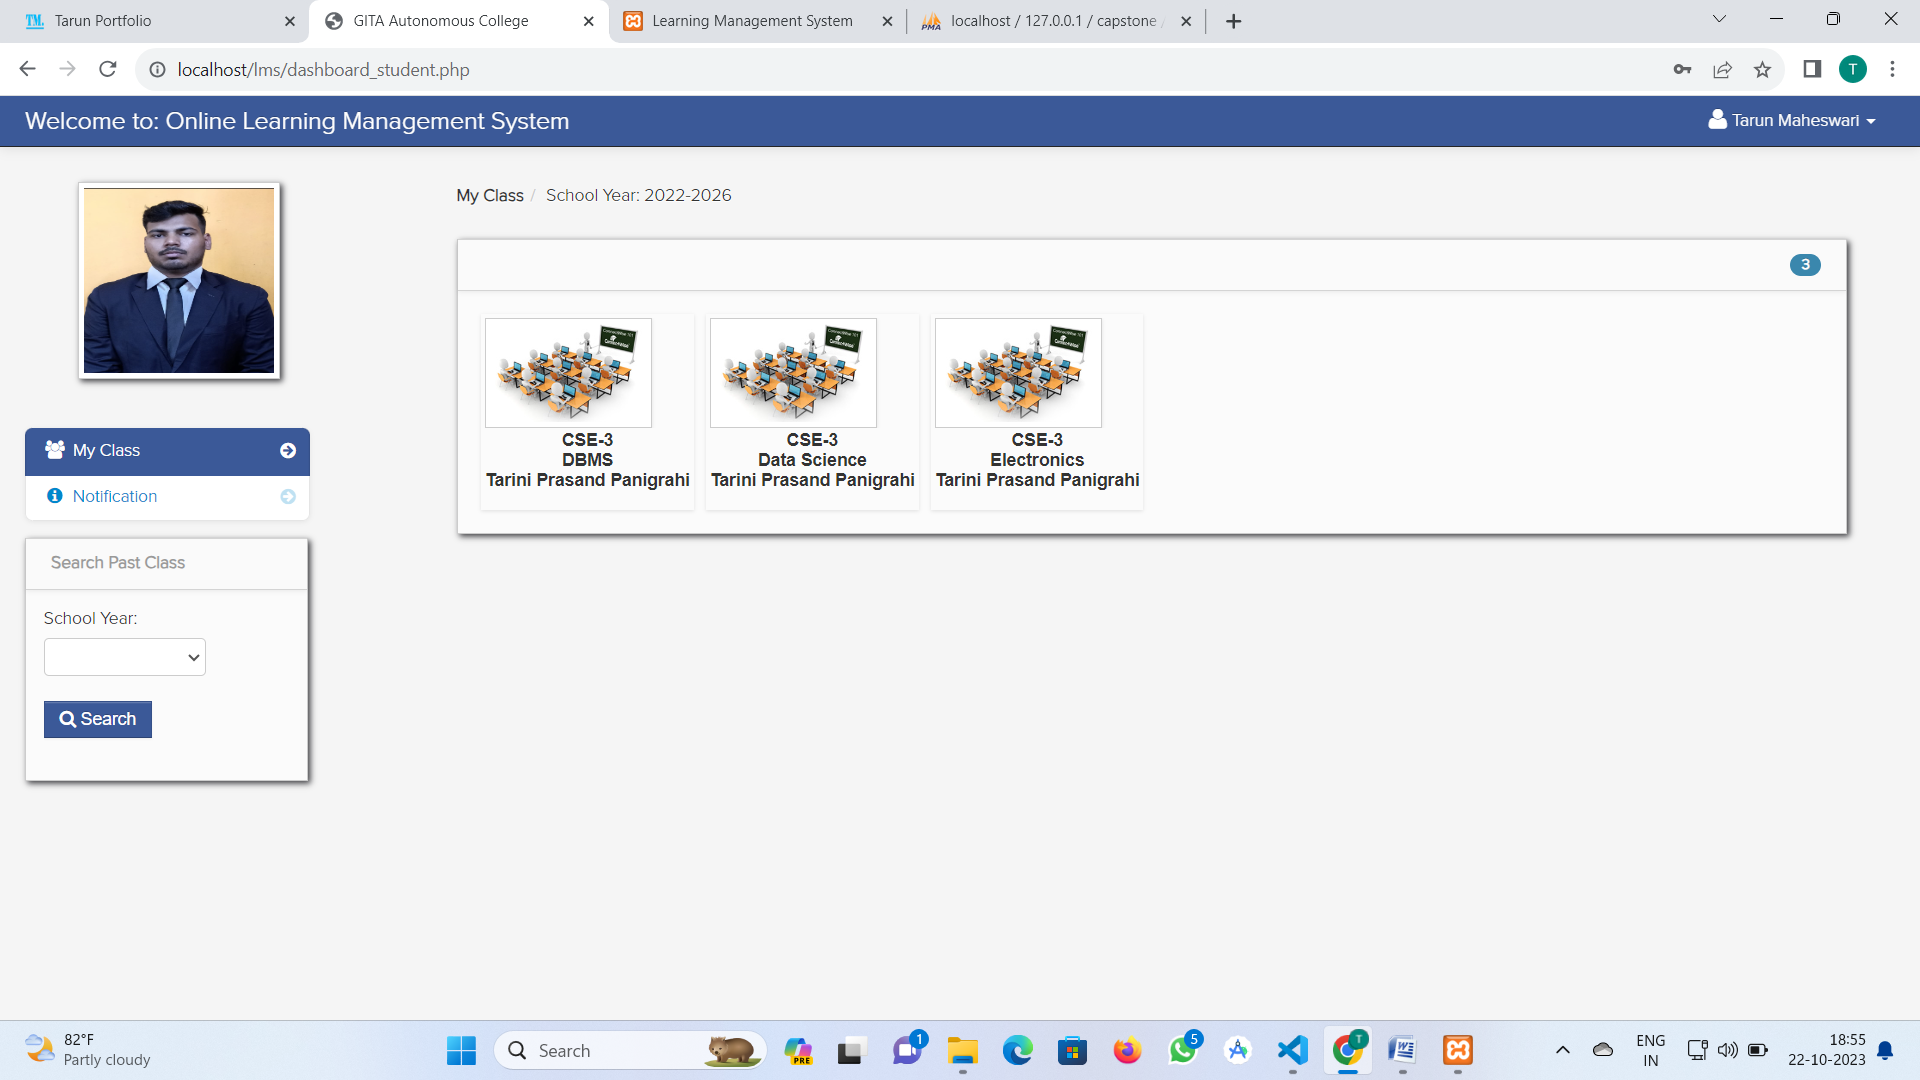 Tarun Portfolio
GITA Autonomous College
Learning Management System
localhost / 127.0.0.1 / capstone
localhost/lms/dashboard_student.php
T
Welcome to: Online Learning Management System
Tarun Maheswari
My Class / School Year: 2022-2026
3
CSE-3
DBMS
Tarini Prasand Panigrahi
CSE-3
Data Science
Tarini Prasand Panigrahi
CSE-3
Electronics
Tarini Prasand Panigrahi
My Class
Notification
Search Past Class
School Year:
Search
82°F
Partly cloudy
Search
PRE
1
5
T
ENG
IN
18:55
22-10-2023